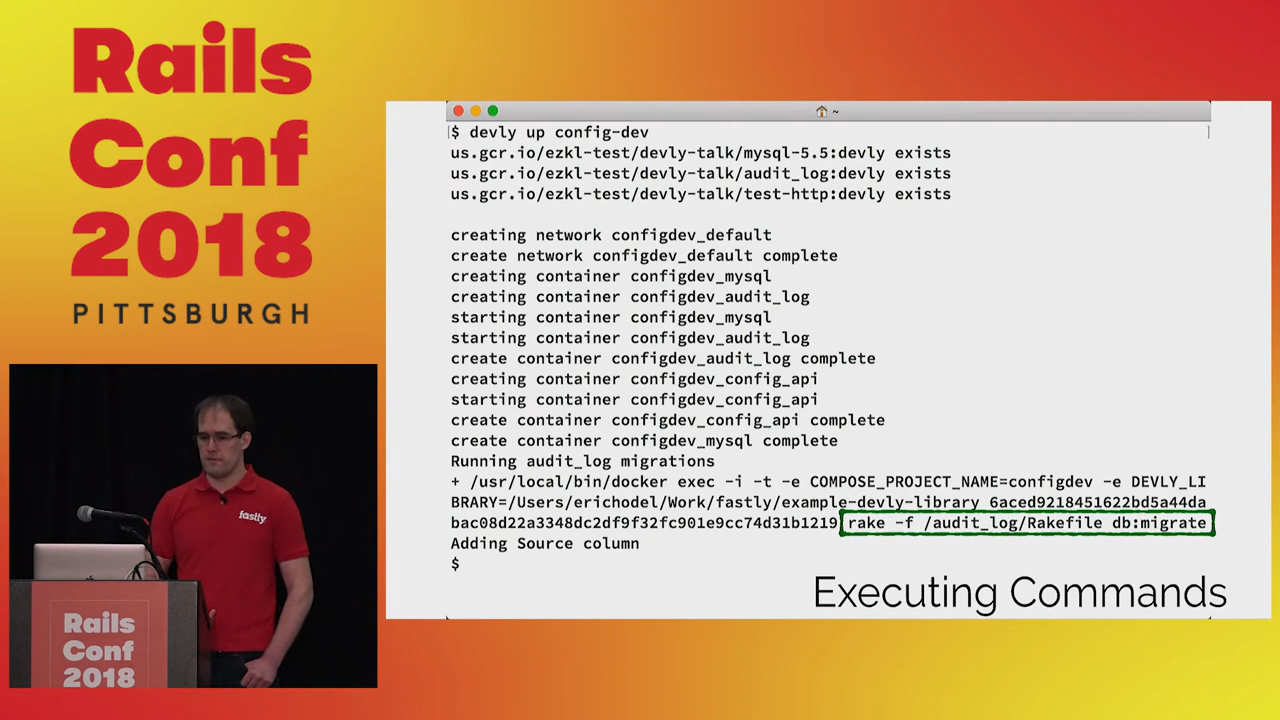 Rails
Conf
2018
PITTSBURGH
~
$ devly up config-dev
us.gcr.io/ezkl-test/devly-talk/mysql-5.5:devly exists
us.gcr.io/ezkl-test/devly-talk/audit_log:devly exists
us.gcr.io/ezkl-test/devly-talk/test-http:devly exists
creating network configdev_default
create network configdev_default complete
creating container configdev_mysql
creating container configdev_audit_log
starting container configdev_mysql
starting container configdev_audit_log
create container configdev_audit_log complete
creating container configdev_config_api
starting container configdev_config_api
create container configdev_config_api complete
create container configdev_mysql complete
Running audit_log migrations
+ /usr/local/bin/docker exec -i -t -e COMPOSE_PROJECT_NAME=configdev -e DEVLY_LI
BRARY=/Users/erichodel/Work/fastly/example-devly-library 6aced9218451622bd5a44da
bac08d22a3348dc2df9f32fc901e9cc74d31b1219 rake -f /audit_log/Rakefile db:migrate
Adding Source column
$
Executing Commands
fastly
Rails
Conf
2018